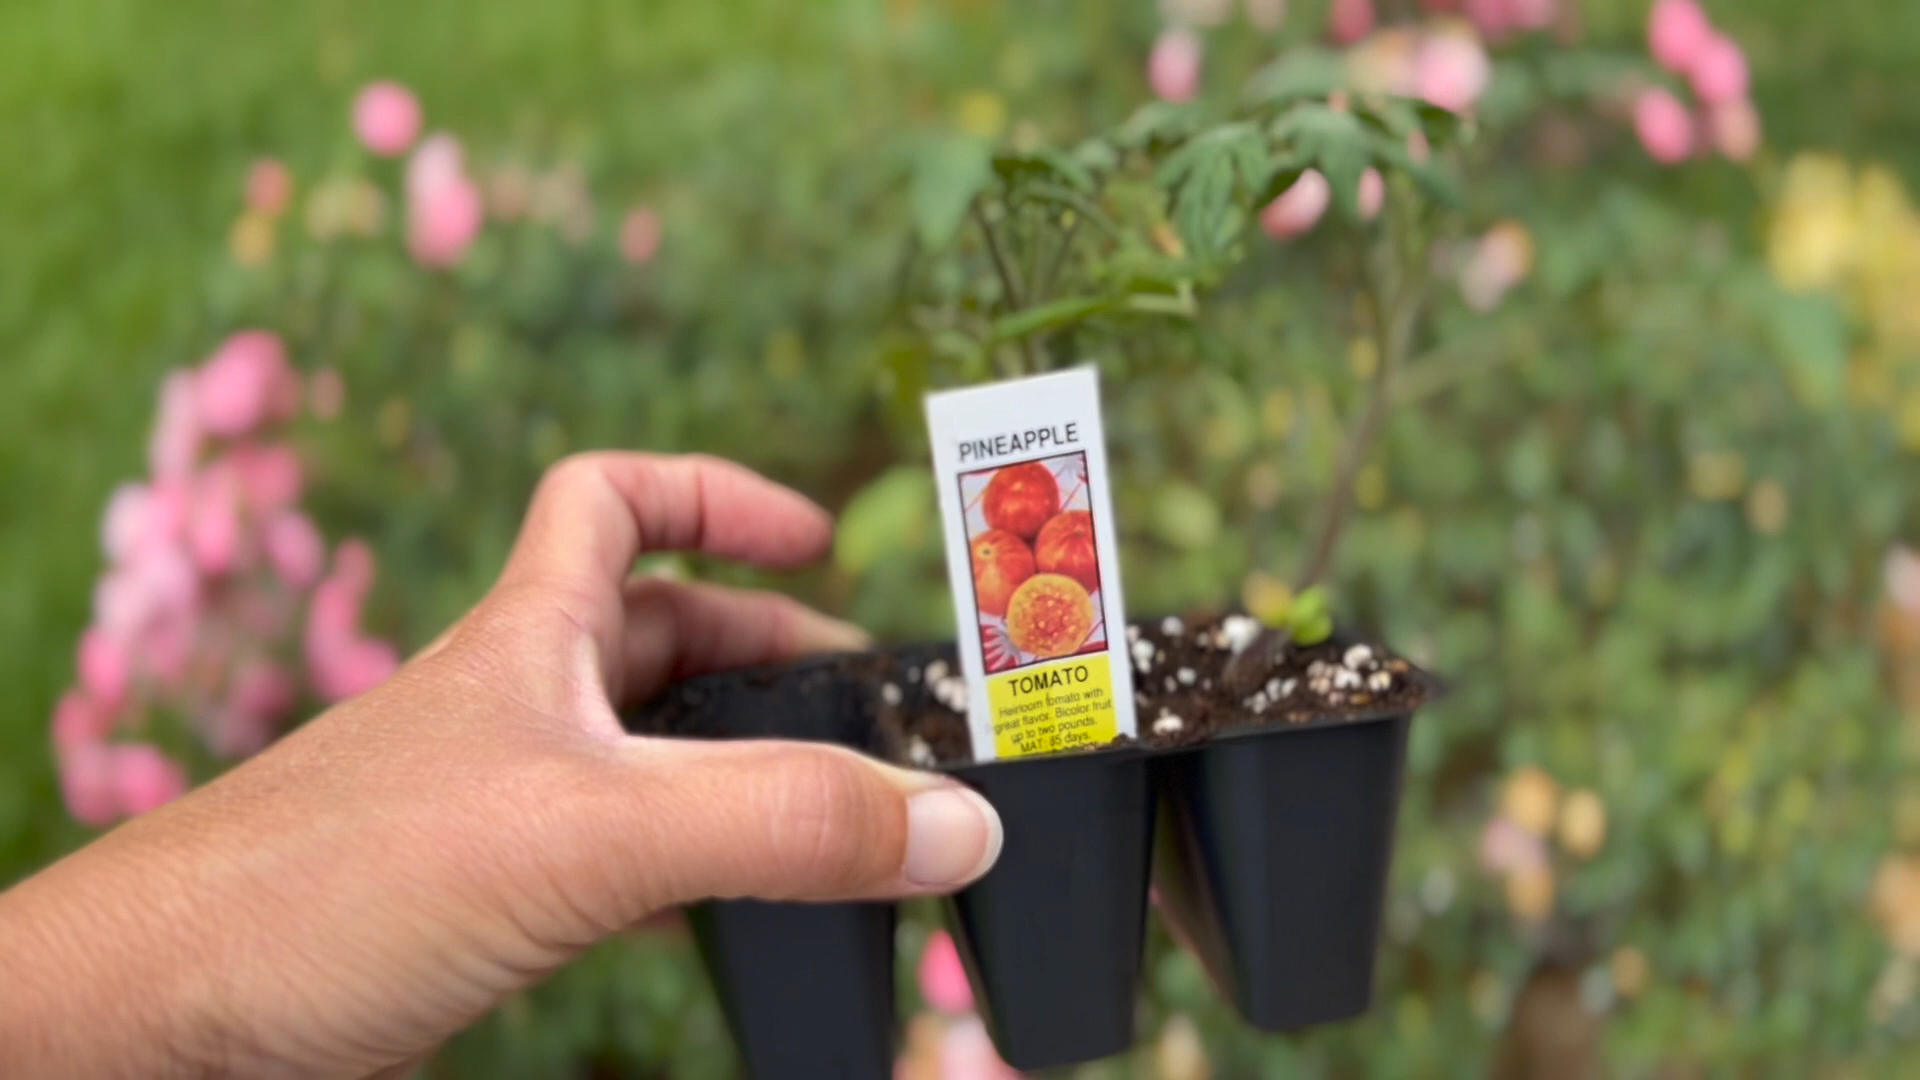 PINEAPPLE
TOMATO
Heirloom tomato with
great flavor. Bicolor fruit
up to two pounds.
MAT: 85 days.